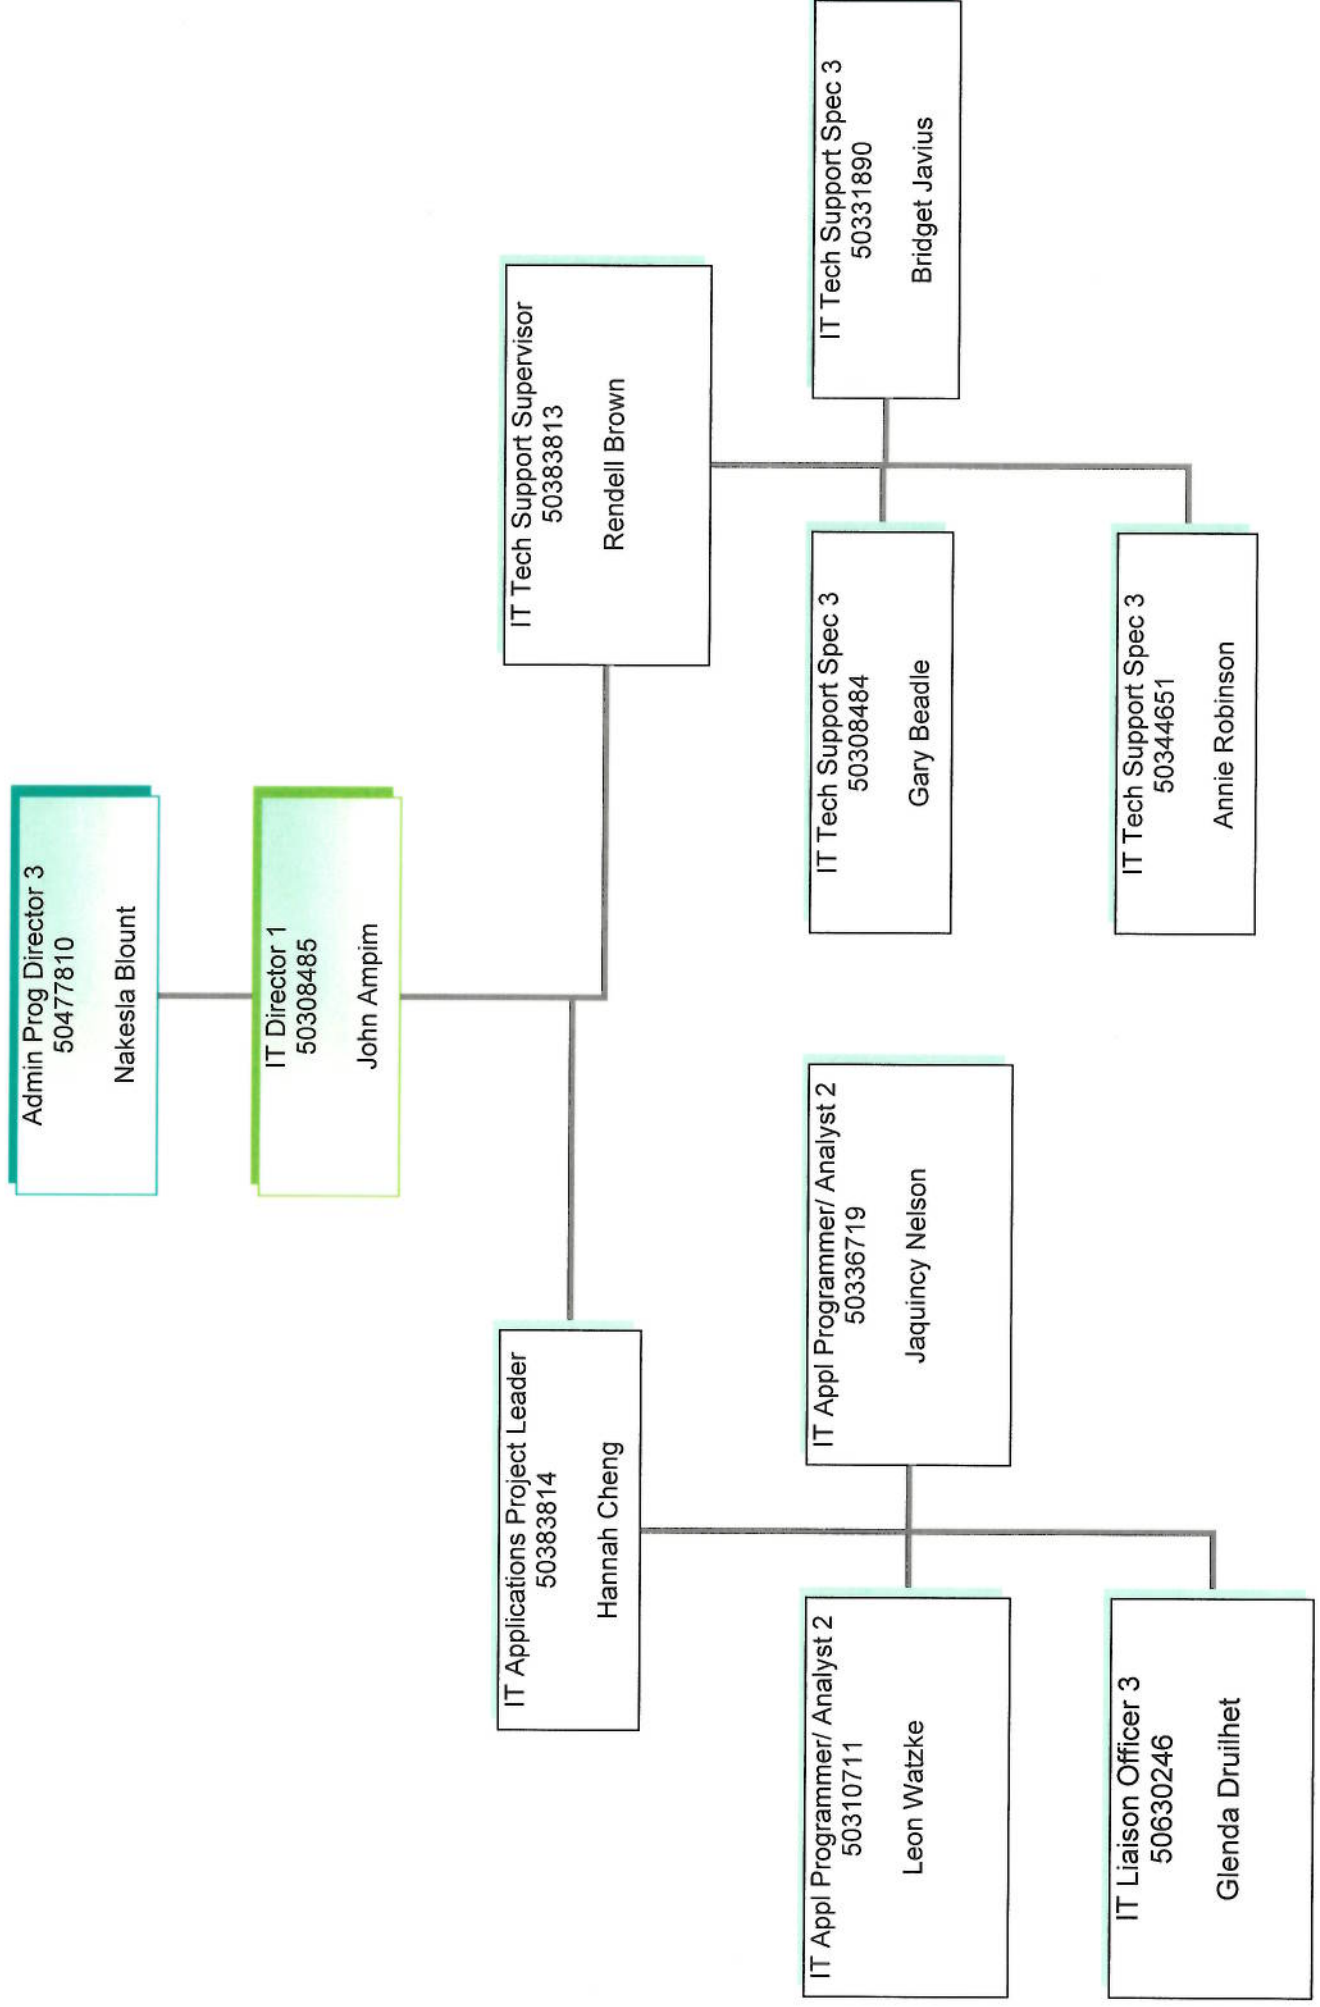 Admin Prog Director 3
50477810
Nakesla Blount
IT Director 1
50308485
John Ampim
IT Applications Project Leader
50383814
Hannah Cheng
IT Tech Support Supervisor
50383813
Rendell Brown
IT Appl Programmer/ Analyst 2
50310711
Leon Watzke
IT Appl Programmer/ Analyst 2
50336719
Jaquincy Nelson
IT Tech Support Spec 3
50308484
Gary Beadle
IT Tech Support Spec 3
50331890
Bridget Javius
IT Liaison Officer 3
50630246
Glenda Druilhet
IT Tech Support Spec 3
50344651
Annie Robinson